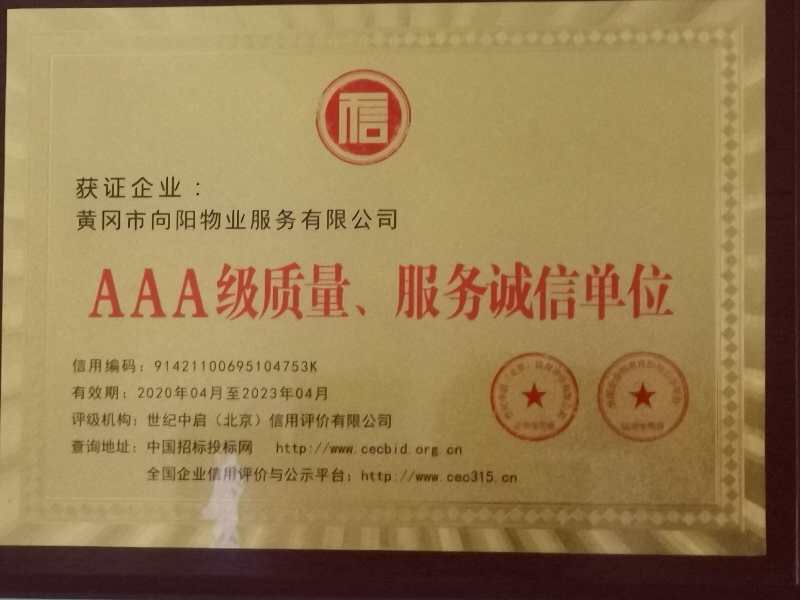 信
获证企业：
黄冈市向阳物业服务有限公司
AAA级质量、服务诚信单位
信用编码：91421100695104753K
有效期：2020年04月至2023年04月
评级机构：世纪中启（北京）信用评价有限公司
查询地址：中国招标投标网 http://www.cecbid.org.cn
全国企业信用评价与公示平台：http://www.cec315.cn